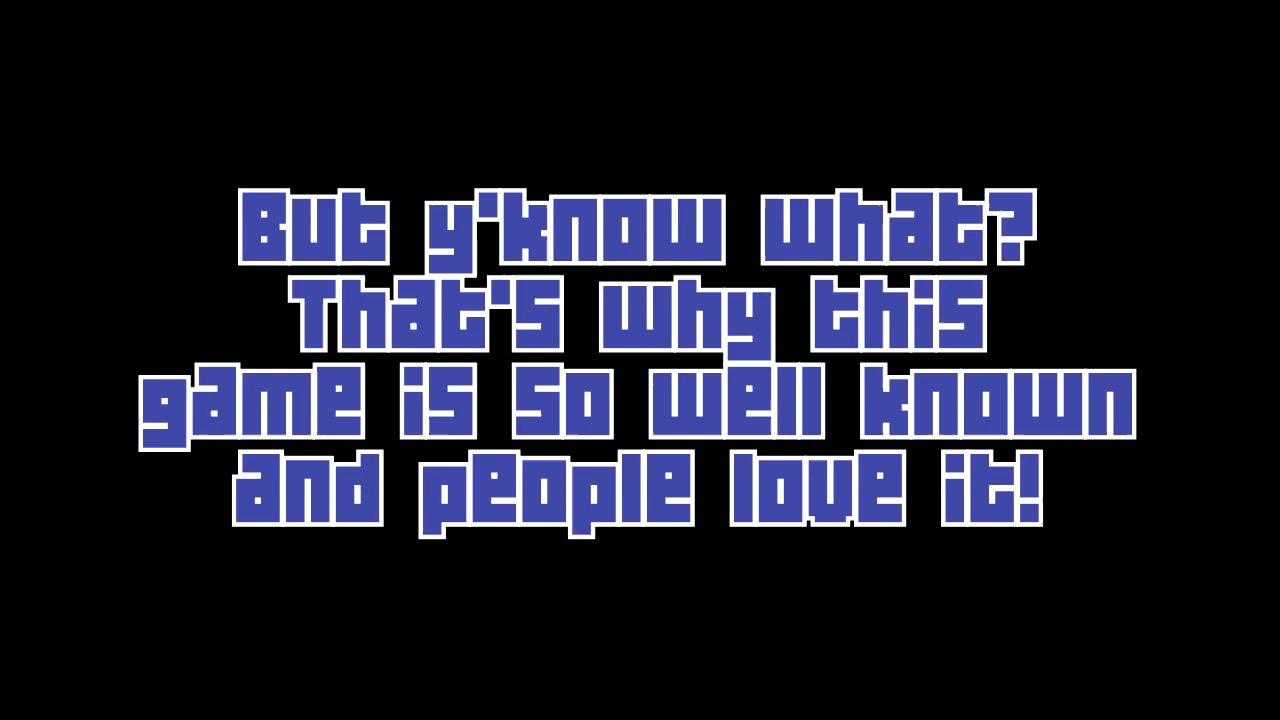 But y'know what?
That's why this
game is so well known
and people love it!